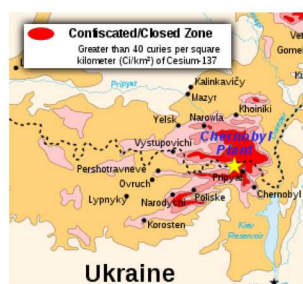 Confiscated/Closed Zone
Greater than 40 curies per square
kilometer (Ci/km²) of Cesium-137
Pripyat
Kalinkavičy
Mazyr
Gomel
Khoiniki
Yelsk
Narowla
Chernobyl
Plant
Vystupovichi
Pershotravneve
Pripyat
Ovruch
Chernobyl
Lypnyky
Narodychi
Poliske
Korosten
Kiev
Reservoir
Ukraine